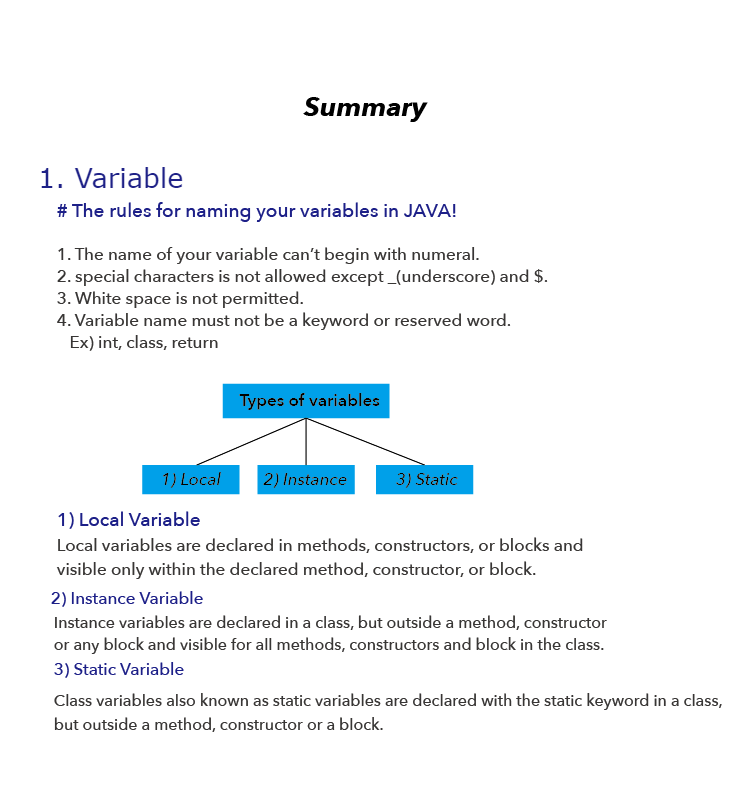 Summary
1. Variable
# The rules for naming your variables in JAVA!
1. The name of your variable can’t begin with numeral.
2. special characters is not allowed except _(underscore) and $.
3. White space is not permitted.
4. Variable name must not be a keyword or reserved word.
Ex) int, class, return
Types of variables
1) Local
2) Instance
3) Static
1) Local Variable
Local variables are declared in methods, constructors, or blocks and
visible only within the declared method, constructor, or block.
2) Instance Variable
Instance variables are declared in a class, but outside a method, constructor
or any block and visible for all methods, constructors and block in the class.
3) Static Variable
Class variables also known as static variables are declared with the static keyword in a class,
but outside a method, constructor or a block.